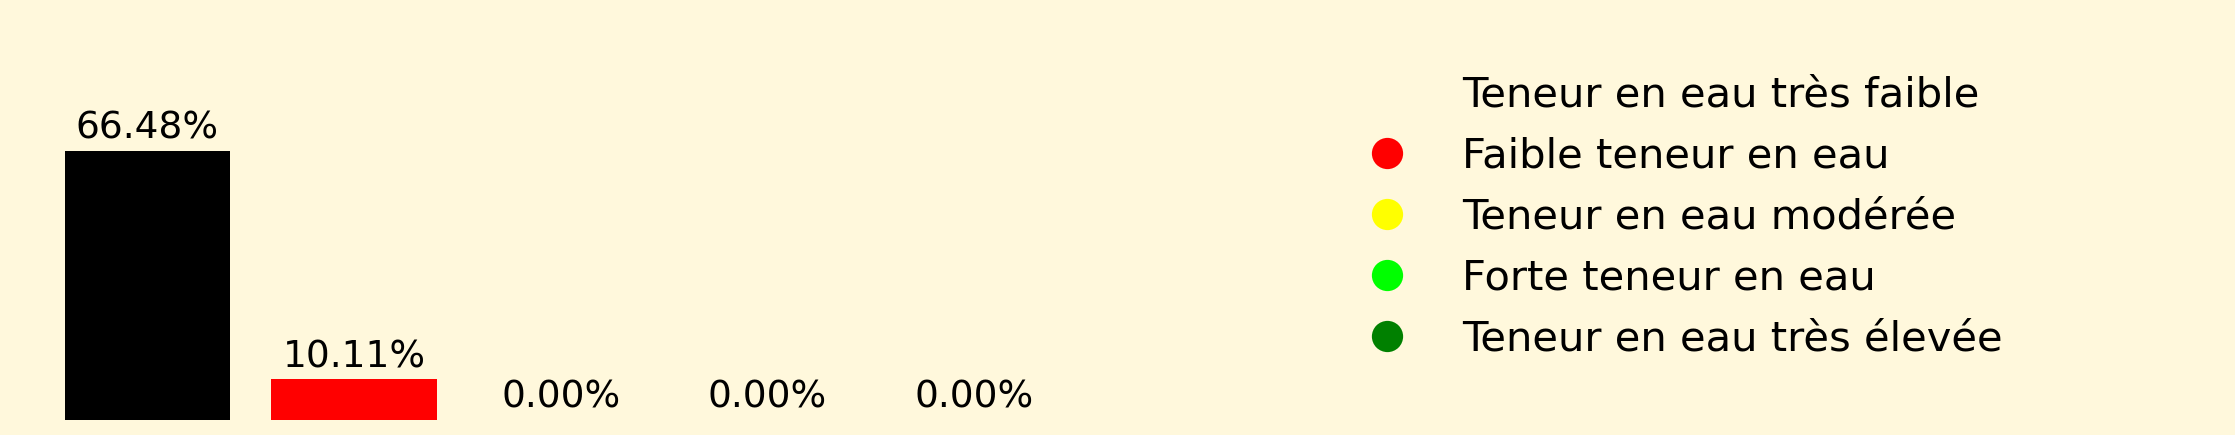 66.48%
10.11%
0.00%
0.00%
0.00%
Teneur en eau très faible
Faible teneur en eau
Teneur en eau modérée
Forte teneur en eau
Teneur en eau très élevée